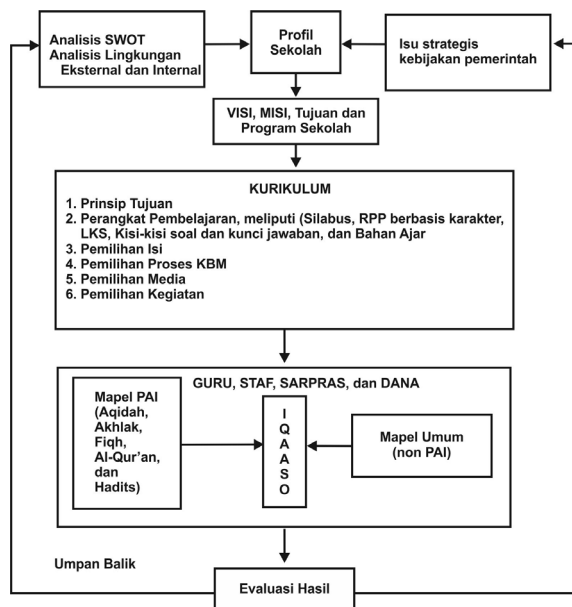 Analisis SWOT
Analisis Lingkungan
Eksternal dan Internal
Profil
Sekolah
Isu strategis
kebijakan pemerintah
VISI, MISI, Tujuan dan
Program Sekolah
KURIKULUM
1. Prinsip Tujuan
2. Perangkat Pembelajaran, meliputi (Silabus, RPP berbasis karakter,
LKS, Kisi-kisi soal dan kunci jawaban, dan Bahan Ajar
3. Pemilihan Isi
4. Pemilihan Proses KBM
5. Pemilihan Media
6. Pemilihan Kegiatan
GURU, STAF, SARPRAS, dan DANA
Mapel PAI
(Aqidah,
Akhlak,
Fiqh,
Al-Qur'an,
dan
Hadits)
I
Q
A
A
S
O
Mapel Umum
(non PAI)
Umpan Balik
Evaluasi Hasil